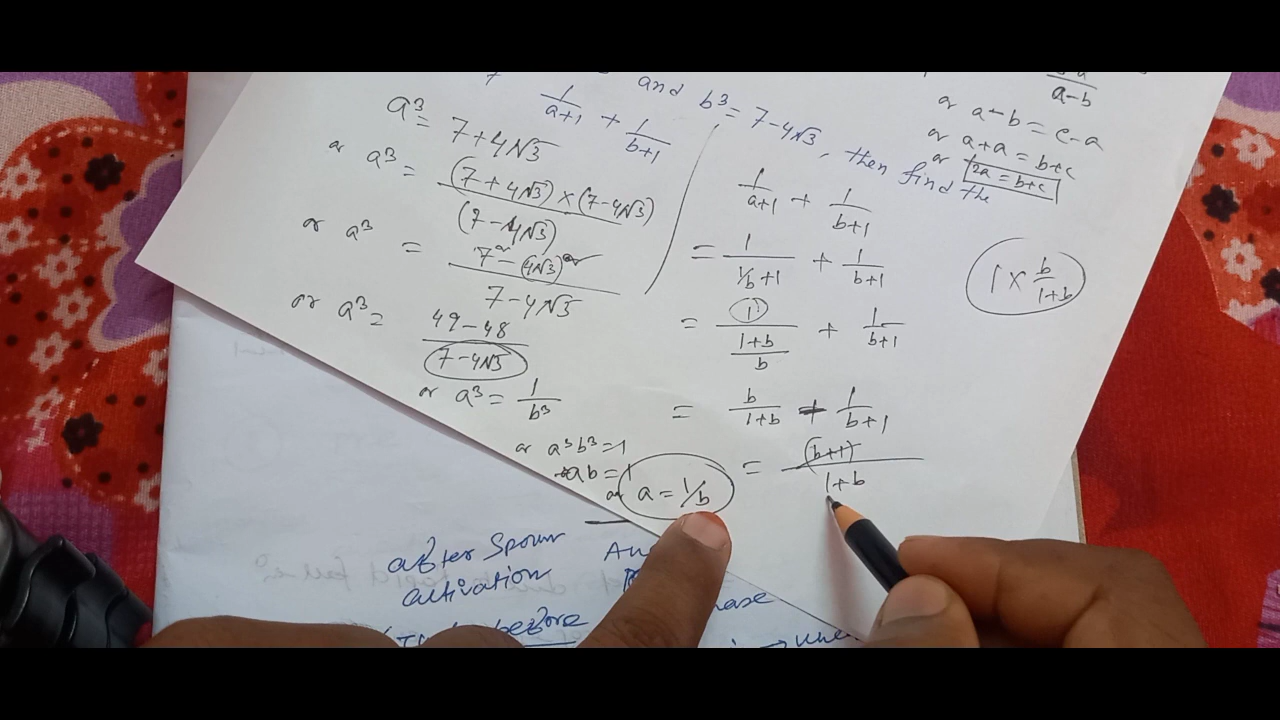 and b³ = 7-4√3, then find the
1/(a+1) + 1/(b+1)
a³ = 7+4√3
or a³ = (7+4√3)×(7-4√3)/(7-4√3)
or a³ = 7²-(4√3)²/7-4√3
or a³ = 49-48/7-4√3
or a³ = 1/b³
or a³b³=1
ab=1
or a = 1/b
1/(a+1) + 1/(b+1)
= 1/(1/b+1) + 1/(b+1)
= 1/((1+b)/b) + 1/(b+1)
= b/(1+b) + 1/(b+1)
= (b+1)/(1+b)
a-b
or a-b = c-a
or a+a = b+c
or 2a = b+c
1 × b/(1+b)
after Spour
activation
before